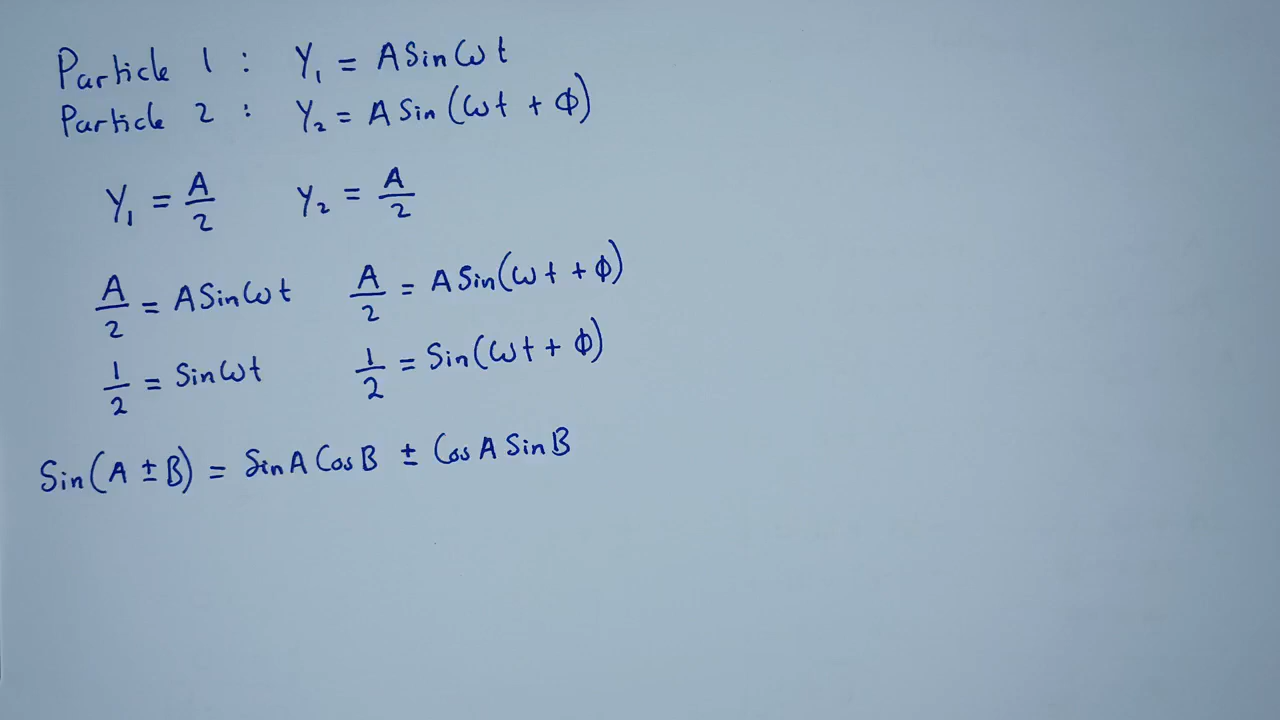 Particle 1 : Y₁ = A Sin ωt
Particle 2 : Y₂ = A Sin (ωt + Φ)
Y₁ = A/2    Y₂ = A/2
A/2 = A Sin ωt    A/2 = A Sin(ωt + Φ)
1/2 = Sin ωt    1/2 = Sin(ωt + Φ)
Sin(A ± B) = Sin A Cos B ± Cos A Sin B